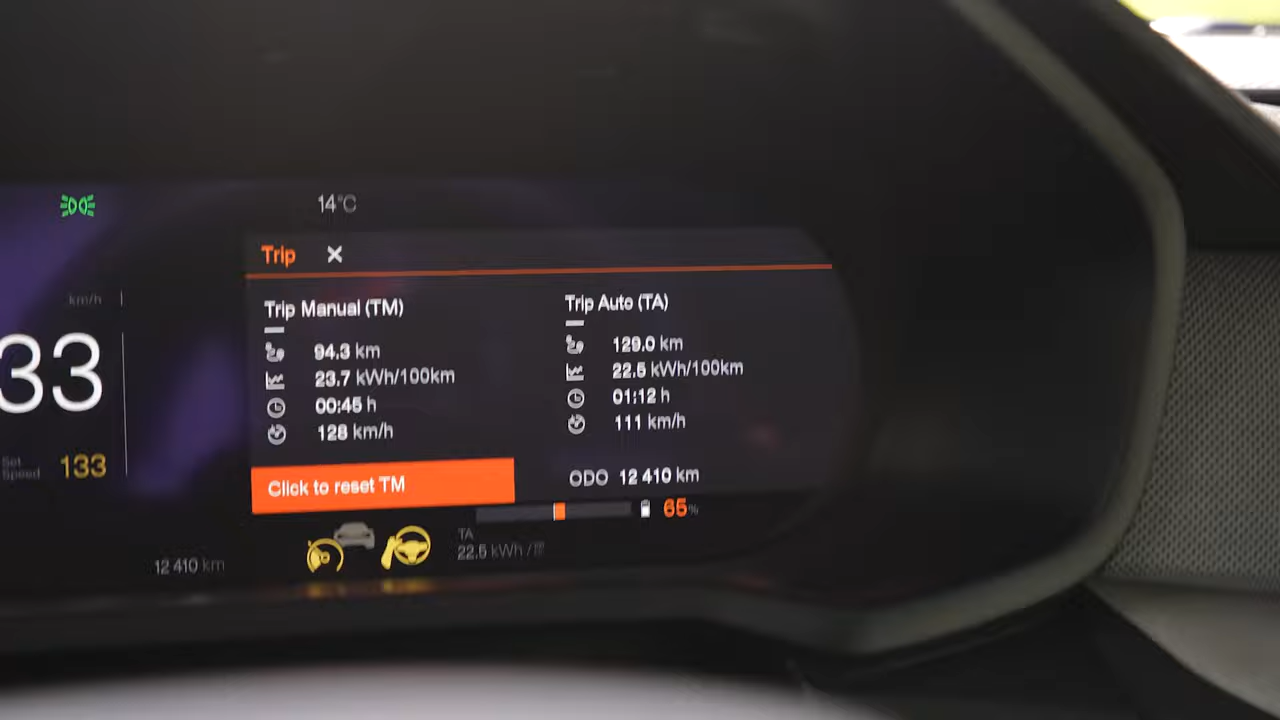 14°C
Trip ×
km/h
33
Set Speed 133
Trip Manual (TM)
94.3 km
23.7 kWh/100km
00:45 h
128 km/h
Click to reset TM
Trip Auto (TA)
129.0 km
22.5 kWh/100km
01:12 h
111 km/h
ODO 12 410 km
65%
TA
22.5 kWh /
12 410 km